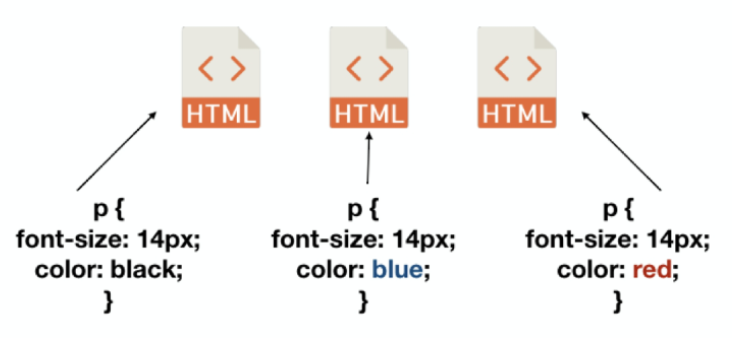 < >
HTML
< >
HTML
< >
HTML
p {
font-size: 14px;
color: black;
}
p {
font-size: 14px;
color: blue;
}
p {
font-size: 14px;
color: red;
}